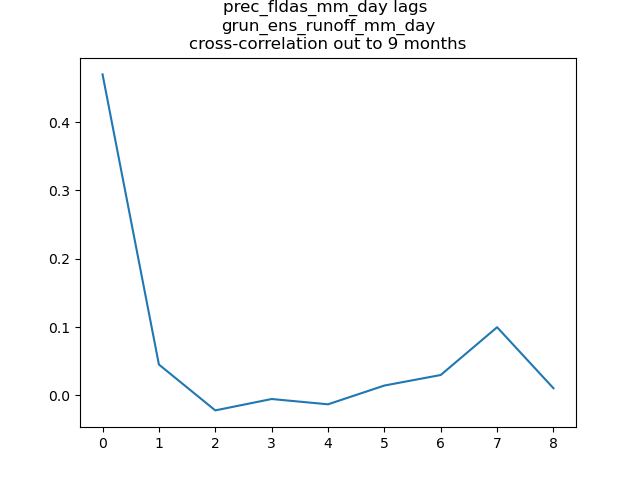 prec_fldas_mm_day lags
grun_ens_runoff_mm_day
cross-correlation out to 9 months
0.4
0.3
0.2
0.1
0.0
0 1 2 3 4 5 6 7 8